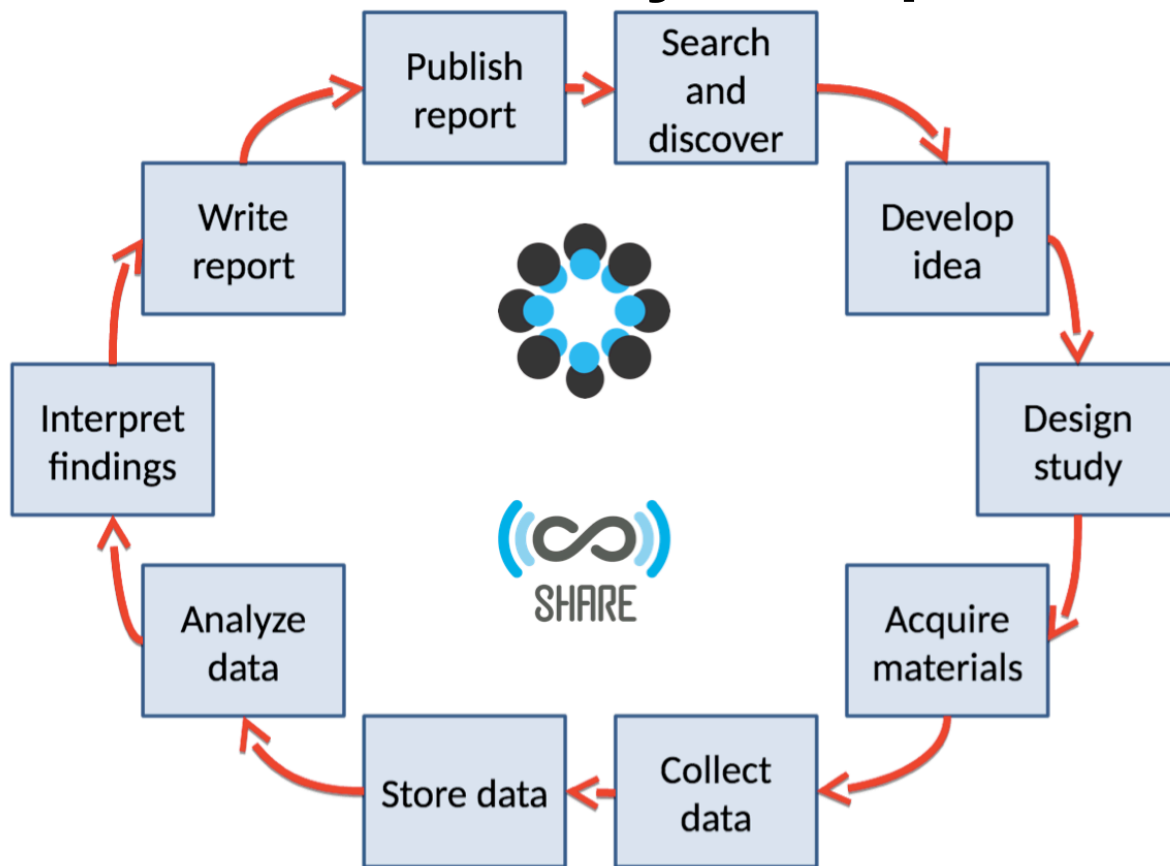 Publish
report
Search
and
discover
Develop
idea
Design
study
Acquire
materials
Collect
data
Store data
Analyze
data
Interpret
findings
Write
report
SHARE